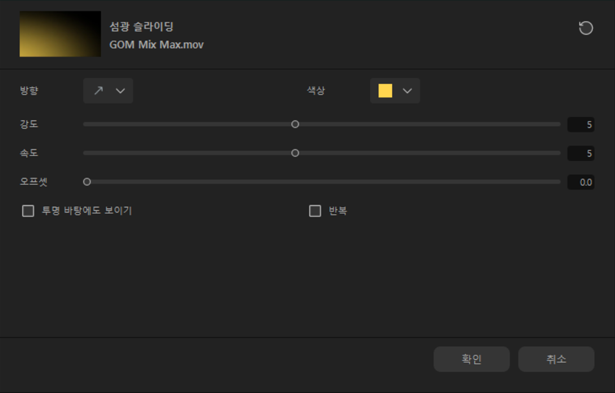 섬광 슬라이딩
GOM Mix Max.mov
방향
색상
강도 5
속도 5
오프셋 0.0
투명 바탕에도 보이기
반복
확인
취소